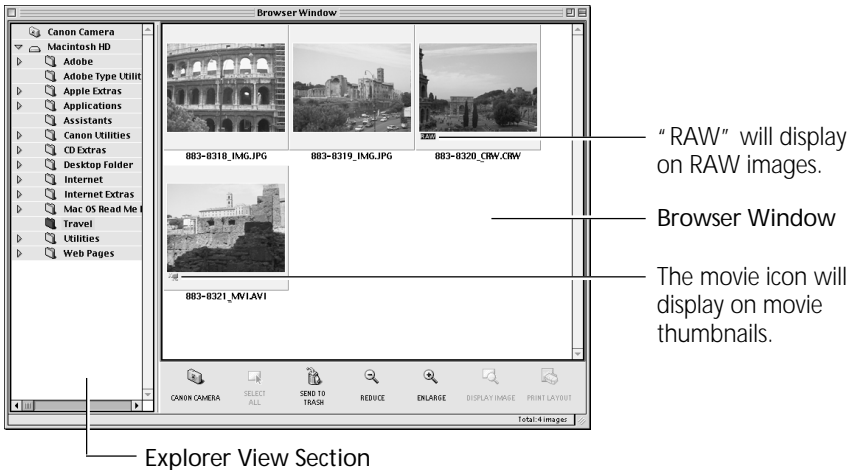 Browser Window
Canon Camera
Macintosh HD
Adobe
Adobe Type Utilit
Apple Extras
Applications
Assistants
Canon Utilities
CD Extras
Desktop Folder
Internet
Internet Extras
Mac OS Read Me
Travel
Utilities
Web Pages
RAW
883-8318_IMG.JPG
883-8319_IMG.JPG
883-8320_CRW.CRW
883-8321_MVI.AVI
CANON CAMERA
SELECT
ALL
SEND TO
TRASH
REDUCE
ENLARGE
DISPLAY IMAGE
PRINT LAYOUT
Total:4 images
"RAW" will display
on RAW images.
Browser Window
The movie icon will
display on movie
thumbnails.
Explorer View Section